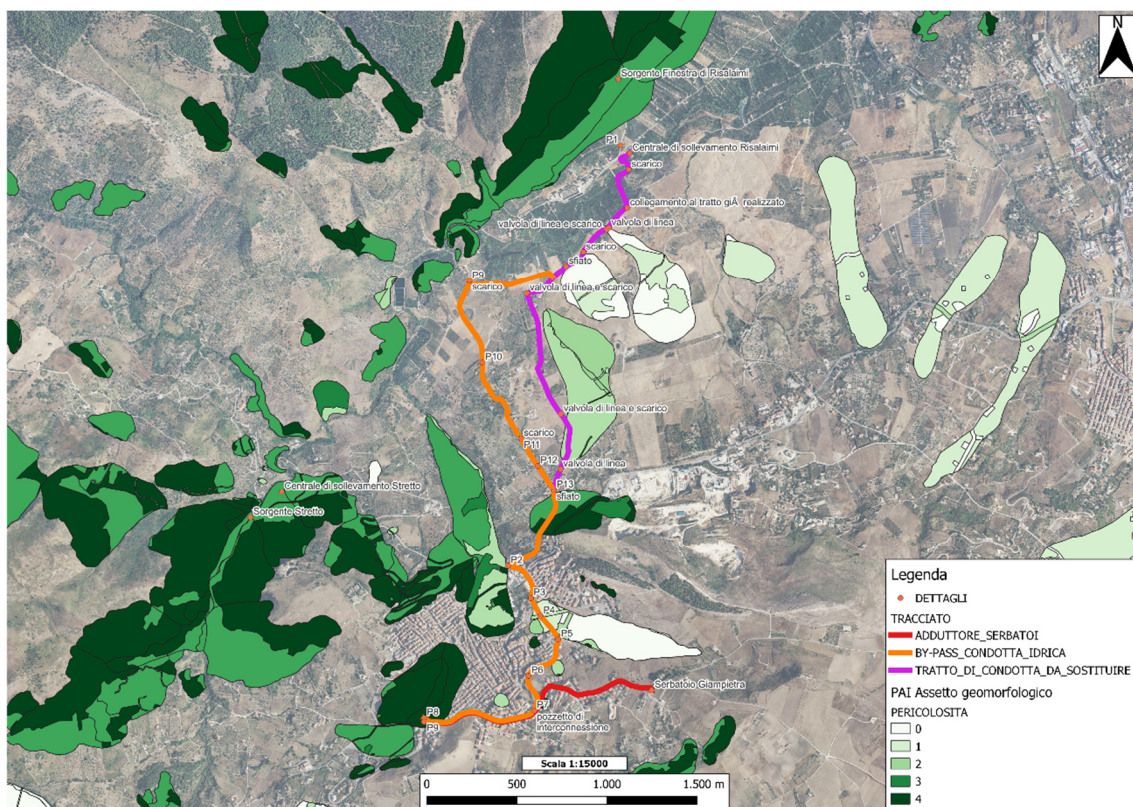 N
Sorgente Finestra di Risalaimi
P1
Centrale di sollevamento Risalaimi
scarico
collegamento al tratto giÃ realizzato
valvola di linea e scarico
valvola di linea
scarico
sfiato
P9
scarico
valvola di linea e scarico
P10
valvola di linea e scarico
scarico
P11
P12
valvola di linea
P13
sfiato
Centrale di sollevamento Stretto
Sorgente Stretto
P2
P3
P4
P5
P6
Serbatoio Giampietra
P7
P8
P9
pozzetto di
interconnessione
Scala 1:15000
0 500 1.000 1.500 m
Legenda
DETTAGLI
TRACCIATO
ADDUTTORE_SERBATOI
BY-PASS_CONDOTTA_IDRICA
TRATTO_DI_CONDOTTA_DA_SOSTITUIRE
PAI Assetto geomorfologico
PERICOLOSITA
0
1
2
3
4